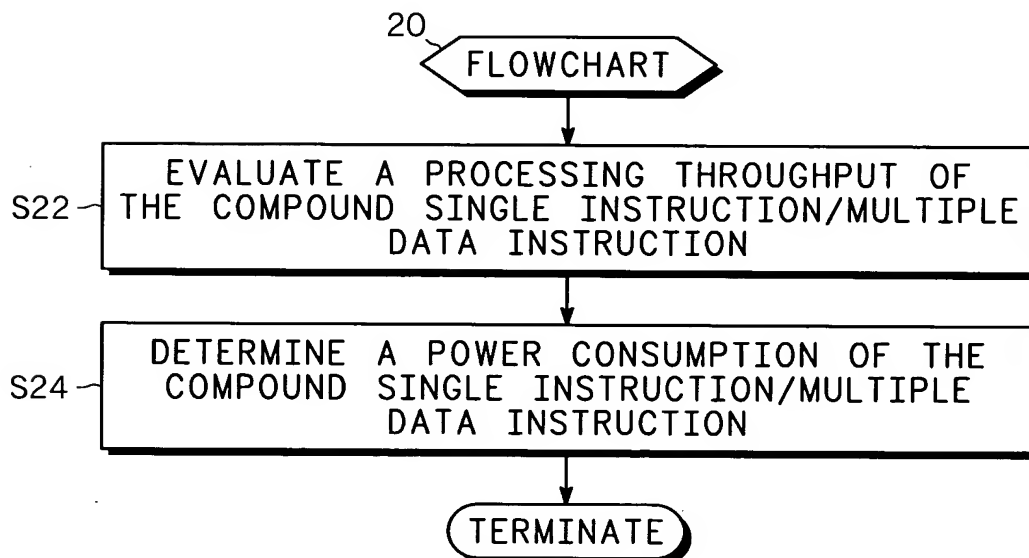 20
FLOWCHART
EVALUATE A PROCESSING THROUGHPUT OF
S22
THE COMPOUND SINGLE INSTRUCTION/MULTIPLE
DATA INSTRUCTION
DETERMINE A POWER CONSUMPTION OF THE
S24
COMPOUND SINGLE INSTRUCTION/MULTIPLE
DATA INSTRUCTION
TERMINATE